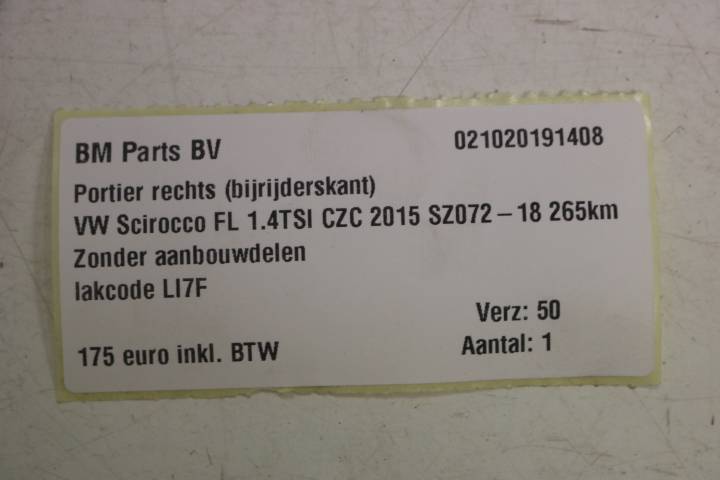 BM Parts BV
021020191408
Portier rechts (bijrijderskant)
VW Scirocco FL 1.4TSI CZC 2015 SZ072 – 18 265km
Zonder aanbouwdelen
lakcode LI7F
Verz: 50
175 euro inkl. BTW
Aantal: 1